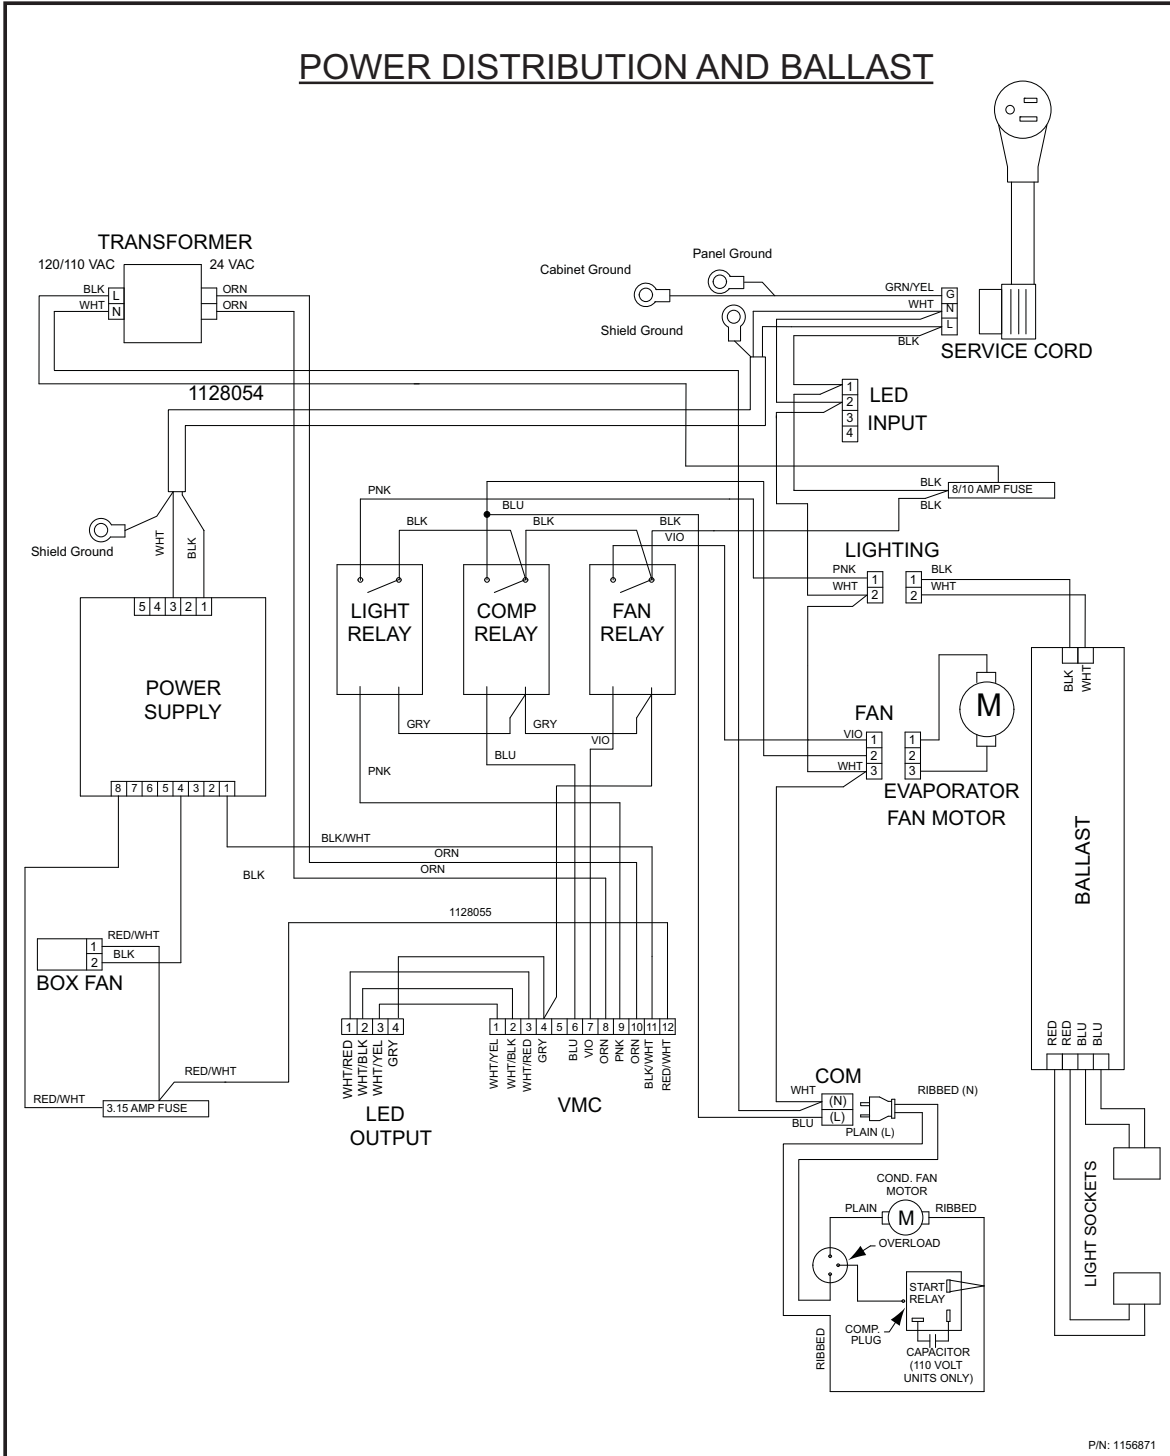 POWER DISTRIBUTION AND BALLAST
TRANSFORMER
120/110 VAC
24 VAC
BLK
L
ORN
WHT
N
ORN
Panel Ground
Cabinet Ground
Shield Ground
GRN/YEL
G
WHT
N
L
BLK
SERVICE CORD
1128054
1
2
3
4
LED
INPUT
PNK
BLU
BLK
8/10 AMP FUSE
BLK
BLK
BLK
BLK
VIO
Shield Ground
WHT
BLK
LIGHTING
PNK
1
1
BLK
WHT
2
2
WHT
5 4 3 2 1
LIGHT
RELAY
COMP
RELAY
FAN
RELAY
POWER
SUPPLY
BLK
WHT
M
GRY
GRY
FAN
VIO
VIO
1
1
2
2
WHT
3
3
BLU
PNK
8 7 6 5 4 3 2 1
EVAPORATOR
FAN MOTOR
BALLAST
BLK/WHT
ORN
ORN
BLK
1128055
RED/WHT
1
BLK
2
BOX FAN
1 2 3 4
WHT/RED
WHT/BLK
WHT/YEL
GRY
LED
OUTPUT
1 2 3 4 5 6 7 8 9 10 11 12
WHT/YEL
WHT/BLK
WHT/RED
GRY
BLU
VIO
ORN
PNK
ORN
BLK/WHT
RED/WHT
VMC
RED
RED
BLU
BLU
RED/WHT
RED/WHT
3.15 AMP FUSE
COM
WHT
(N)
RIBBED (N)
BLU
(L)
PLAIN (L)
COND. FAN
MOTOR
PLAIN
M
RIBBED
OVERLOAD
START
RELAY
COMP.
PLUG
RIBBED
CAPACITOR
(110 VOLT
UNITS ONLY)
LIGHT SOCKETS
P/N: 1156871